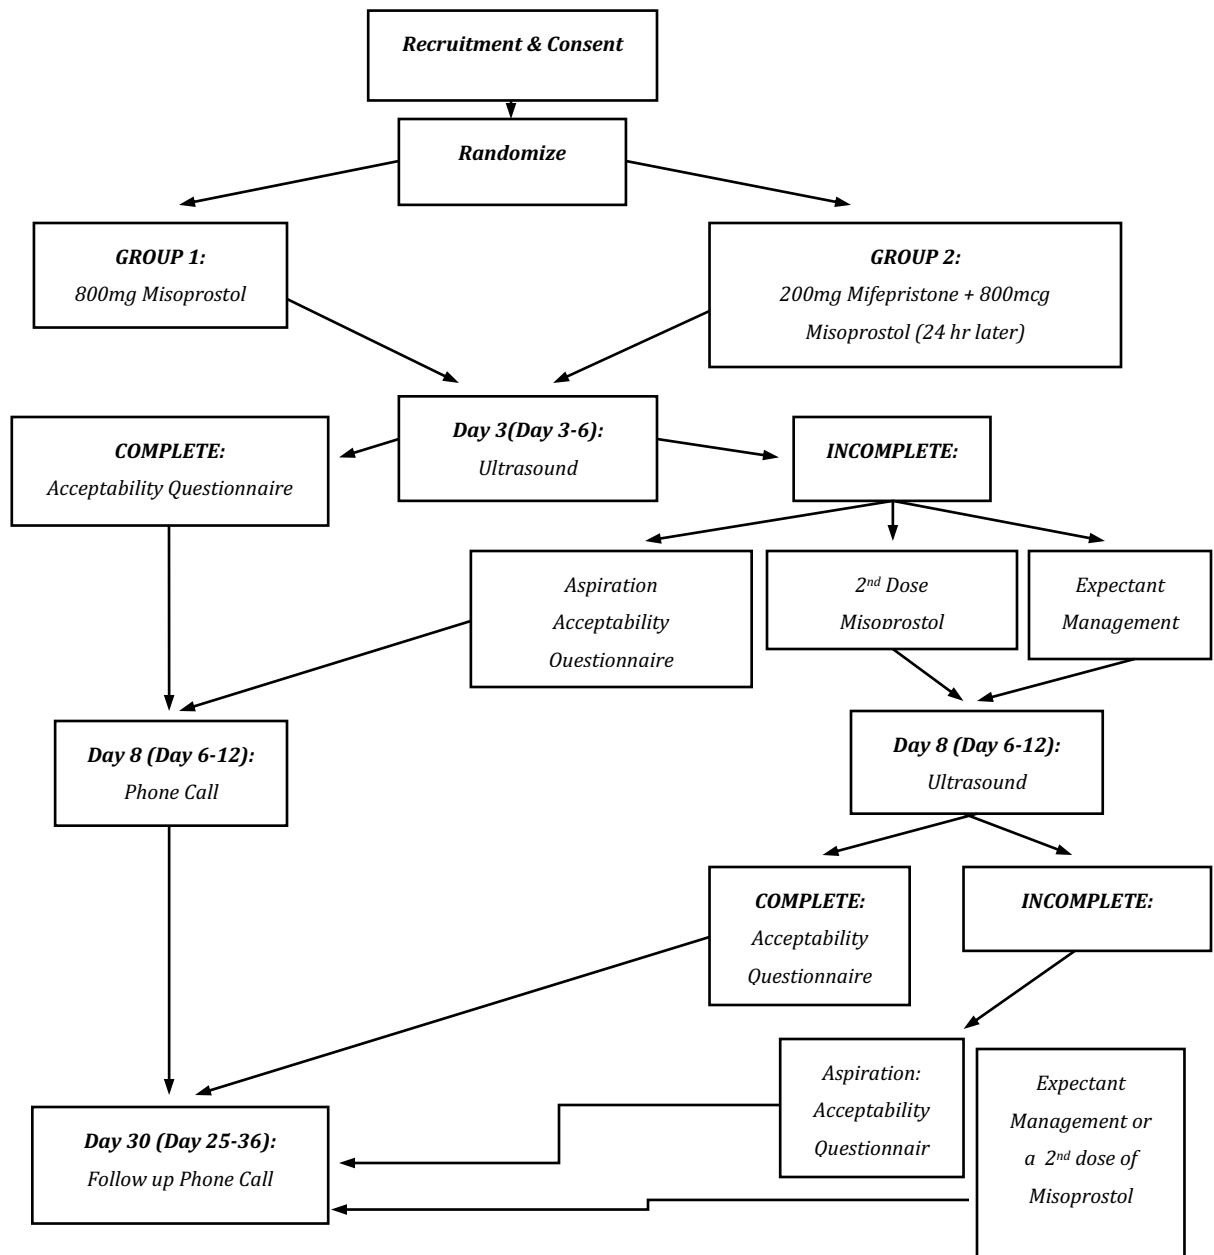 Recruitment & Consent
Randomize
GROUP 1:
800mg Misoprostol
GROUP 2:
200mg Mifepristone + 800mcg
Misoprostol (24 hr later)
Day 3(Day 3-6):
Ultrasound
COMPLETE:
Acceptability Questionnaire
INCOMPLETE:
Aspiration
Acceptability
Questionnaire
2nd Dose
Misoprostol
Expectant
Management
Day 8 (Day 6-12):
Phone Call
Day 8 (Day 6-12):
Ultrasound
COMPLETE:
Acceptability
Questionnaire
INCOMPLETE:
Aspiration:
Acceptability
Questionnair
Expectant
Management or
a 2nd dose of
Misoprostol
Day 30 (Day 25-36):
Follow up Phone Call